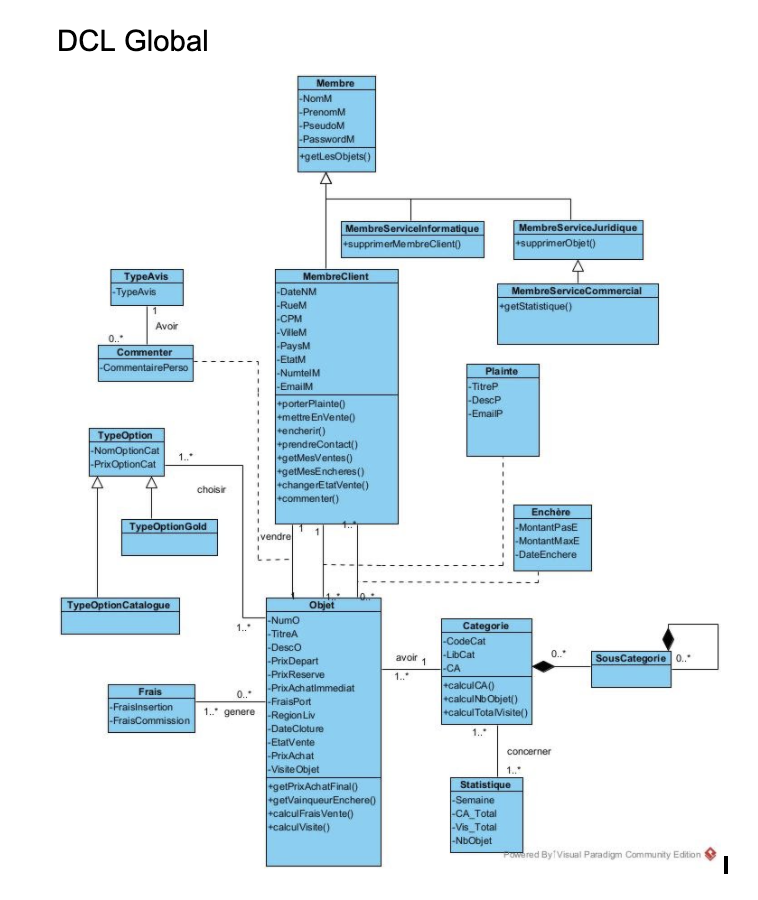 DCL Global
Membre
-NomM
-PrenomM
-PseudoM
-PasswordM
+getLesObjets()
MembreServiceInformatique
+supprimerMembreClient()
MembreServiceJuridique
+supprimerObjet()
MembreServiceCommercial
+getStatistique()
TypeAvis
-TypeAvis
1
Avoir
0..*
Commenter
-CommentairePerso
MembreClient
-DateNM
-RueM
-CPM
-VilleM
-PaysM
-EtatM
-NumtelM
-EmailM
+porterPlainte()
+mettreEnVente()
+encherir()
+prendreContact()
+getMesVentes()
+getMesEncheres()
+changerEtatVente()
+commenter()
Plainte
-TitreP
-DescP
-EmailP
TypeOption
-NomOptionCat
-PrixOptionCat
1..*
choisir
TypeOptionGold
TypeOptionCatalogue
1..*
Enchère
-MontantPasE
-MontantMaxE
-DateEnchere
vendre
1
1
1..*
1
1..*
0..*
Objet
-NumO
-TitreA
-DescO
-PrixDepart
-PrixReserve
-PrixAchatImmediat
-FraisPort
-RegionLiv
-DateCloture
-EtatVente
-PrixAchat
-VisiteObjet
+getPrixAchatFinal()
+getVainqueurEnchere()
+calculFraisVente()
+calculVisite()
Frais
-FraisInsertion
-FraisCommission
0..*
1..* genere
avoir 1
1..*
Categorie
-CodeCat
-LibCat
-CA
+calculCA()
+calculNbObjet()
+calculTotalVisite()
0..*
SousCategorie
0..*
1..*
concerner
1..*
Statistique
-Semaine
-CA_Total
-Vis_Total
-NbObjet
Powered By Visual Paradigm Community Edition